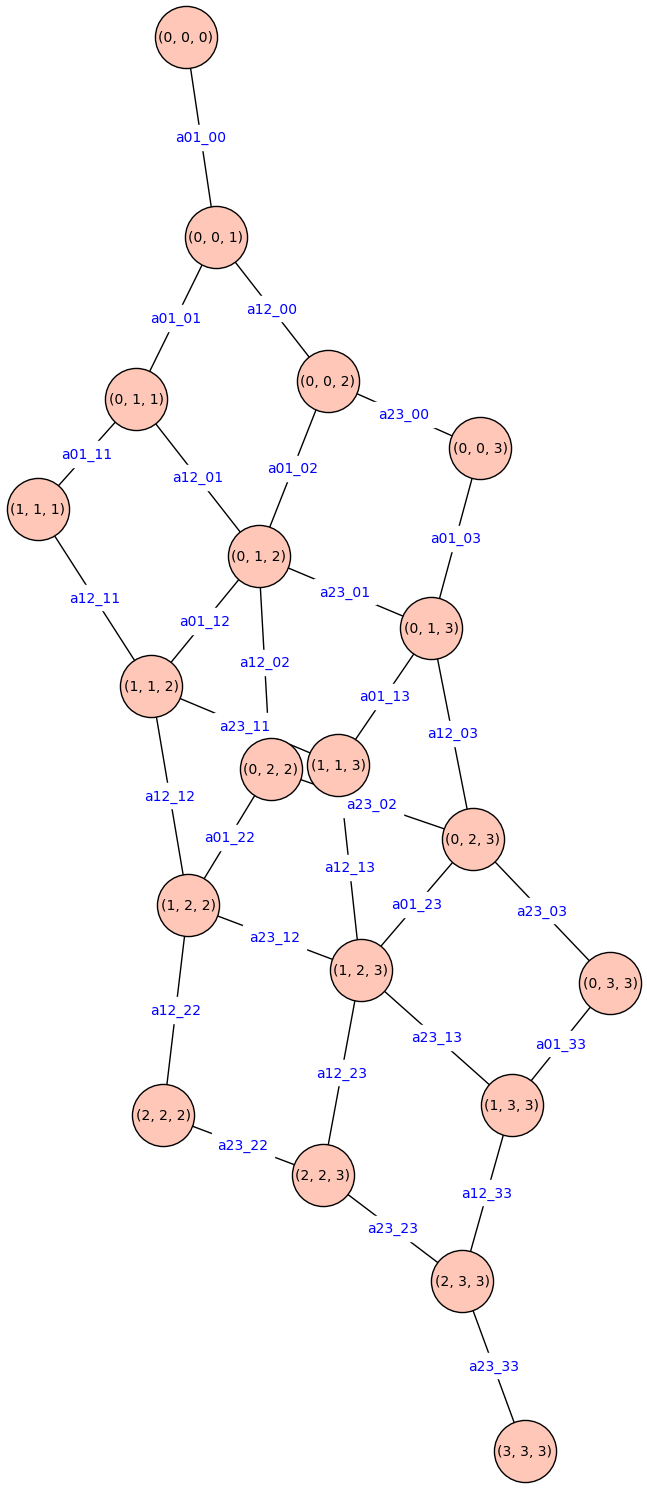 (0, 0, 0)
a01_00
(0, 0, 1)
a12_00
a01_01
(0, 0, 2)
(0, 1, 1)
a23_00
(0, 0, 3)
a01_11
a01_02
a12_01
(1, 1, 1)
a01_03
(0, 1, 2)
a23_01
a12_11
a01_12
(0, 1, 3)
a12_02
(1, 1, 2)
a01_13
a23_11
a12_03
(1, 1, 3)
(0, 2, 2)
a12_12
a23_02
a01_22
(0, 2, 3)
a12_13
a01_23
(1, 2, 2)
a23_03
a23_12
(1, 2, 3)
(0, 3, 3)
a12_22
a23_13
a01_33
a12_23
(1, 3, 3)
(2, 2, 2)
a23_22
(2, 2, 3)
a12_33
a23_23
(2, 3, 3)
a23_33
(3, 3, 3)